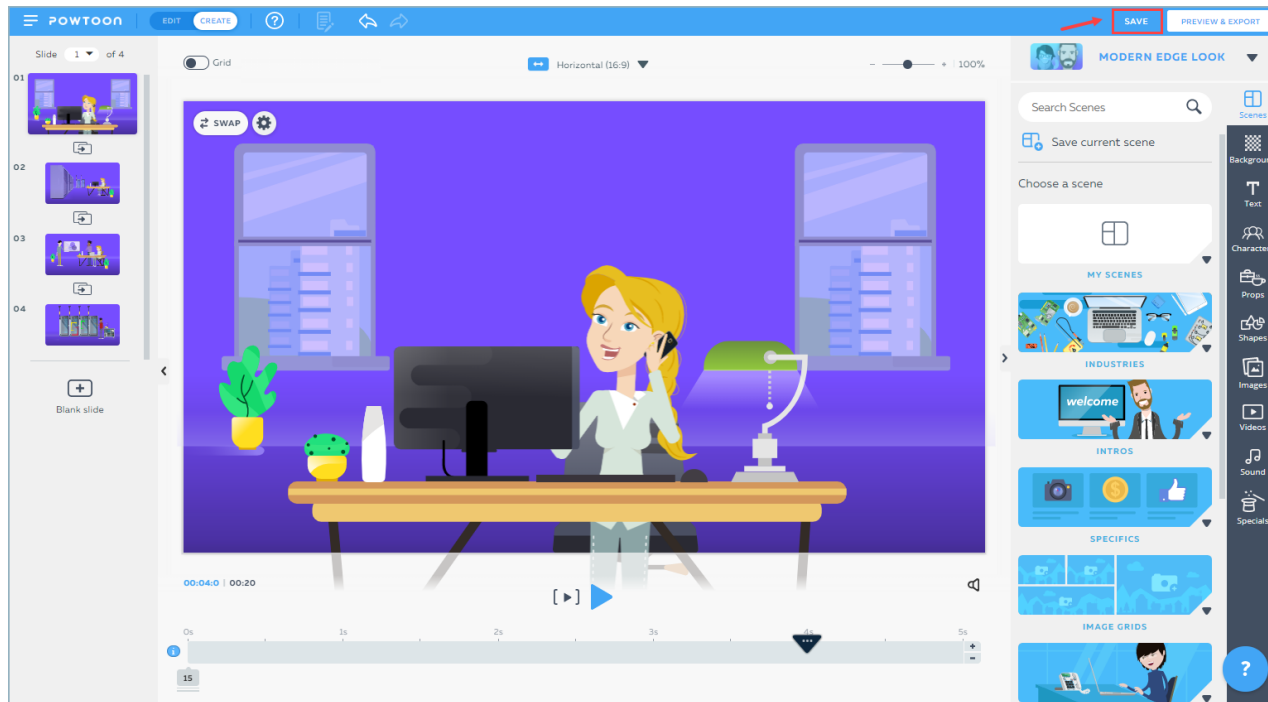 POWTOON
EDIT
CREATE
?
SAVE
PREVIEW & EXPORT
Slide 1 of 4
01
02
03
04
Blank slide
Grid
Horizontal (16:9)
- + 100%
SWAP
00:04:0 | 00:20
0s 1s 2s 3s 4s 5s
i
+
-
15
MODERN EDGE LOOK
Search Scenes
Save current scene
Choose a scene
MY SCENES
INDUSTRIES
welcome
INTROS
SPECIFICS
IMAGE GRIDS
Scenes
Backgroun
Text
Character
Props
Shapes
Images
Videos
Sound
Specials
?